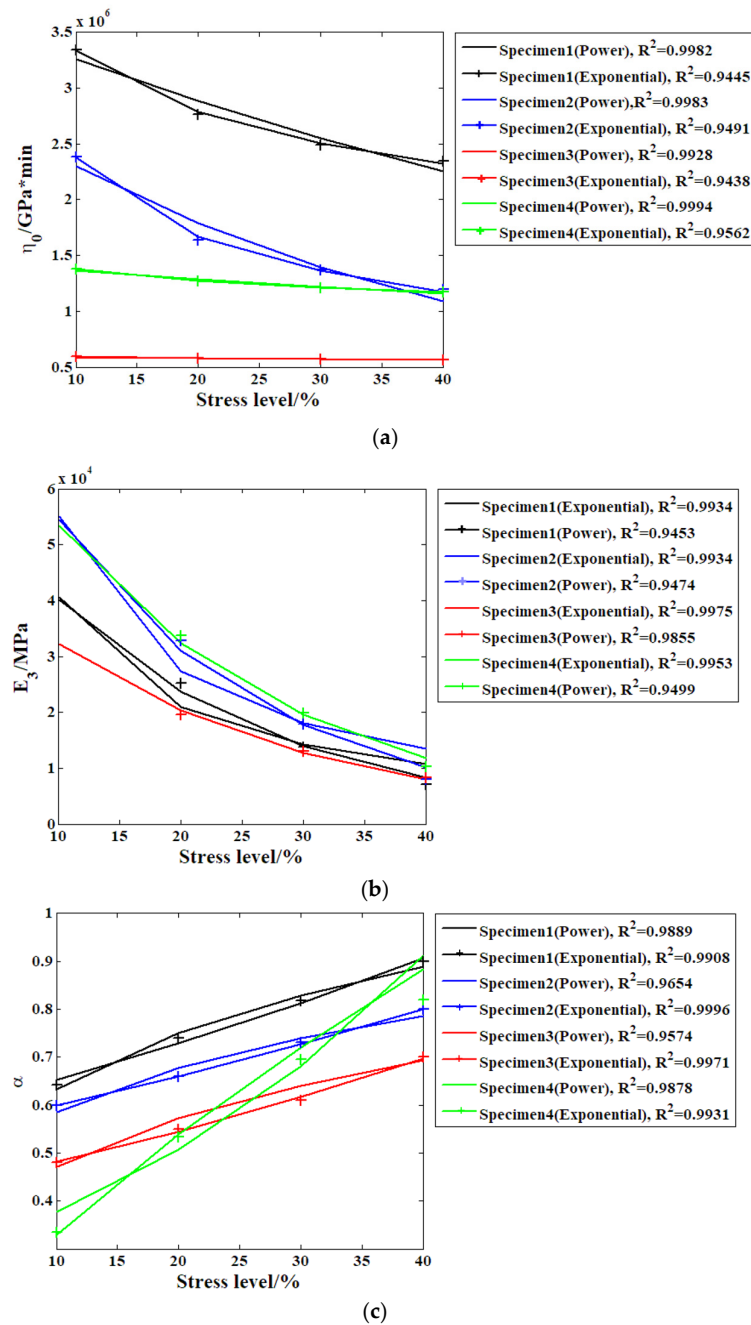 x 10^6
3.5
3
2.5
2
1.5
1
0.5
η_0/GPa*min
10 15 20 25 30 35 40
Stress level/%
Specimen1(Power), R^2=0.9982
Specimen1(Exponential), R^2=0.9445
Specimen2(Power),R^2=0.9983
Specimen2(Exponential), R^2=0.9491
Specimen3(Power), R^2=0.9928
Specimen3(Exponential), R^2=0.9438
Specimen4(Power), R^2=0.9994
Specimen4(Exponential), R^2=0.9562
(a)
x 10^4
6
5
4
3
2
1
0
E_3/MPa
10 15 20 25 30 35 40
Stress level/%
Specimen1(Exponential), R^2=0.9934
Specimen1(Power), R^2=0.9453
Specimen2(Exponential), R^2=0.9934
Specimen2(Power), R^2=0.9474
Specimen3(Exponential), R^2=0.9975
Specimen3(Power), R^2=0.9855
Specimen4(Exponential), R^2=0.9953
Specimen4(Power), R^2=0.9499
(b)
1
0.9
0.8
0.7
0.6
0.5
0.4
α
10 15 20 25 30 35 40
Stress level/%
Specimen1(Power), R^2=0.9889
Specimen1(Exponential), R^2=0.9908
Specimen2(Power), R^2=0.9654
Specimen2(Exponential), R^2=0.9996
Specimen3(Power), R^2=0.9574
Specimen3(Exponential), R^2=0.9971
Specimen4(Power), R^2=0.9878
Specimen4(Exponential), R^2=0.9931
(c)